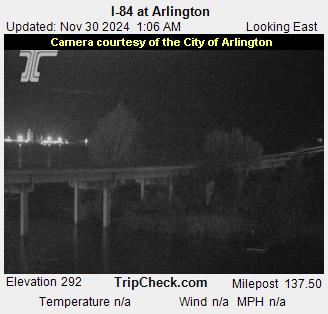 I-84 at Arlington
Updated: Nov 30 2024 1:06 AM Looking East
Camera courtesy of the City of Arlington
Elevation 292 TripCheck.com Milepost 137.50
Temperature n/a Wind n/a MPH n/a